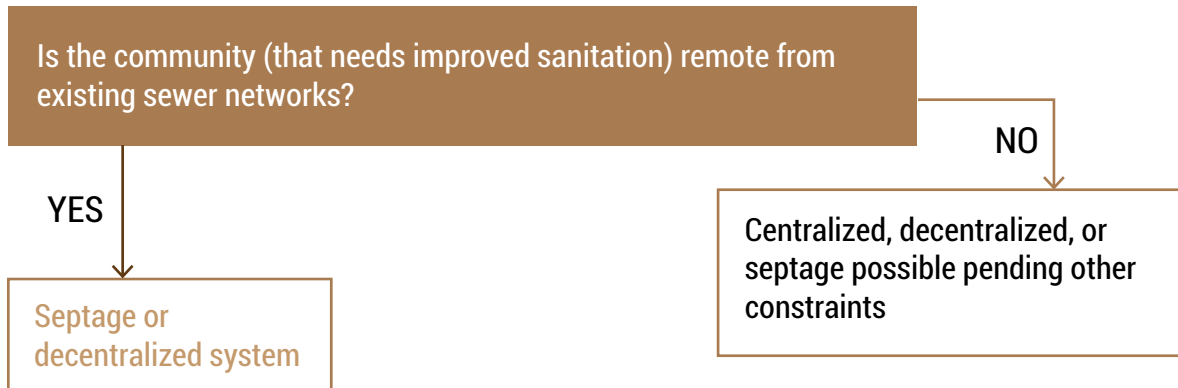 Is the community (that needs improved sanitation) remote from
existing sewer networks?
NO
YES
Centralized, decentralized, or
septage possible pending other
constraints
Septage or
decentralized system